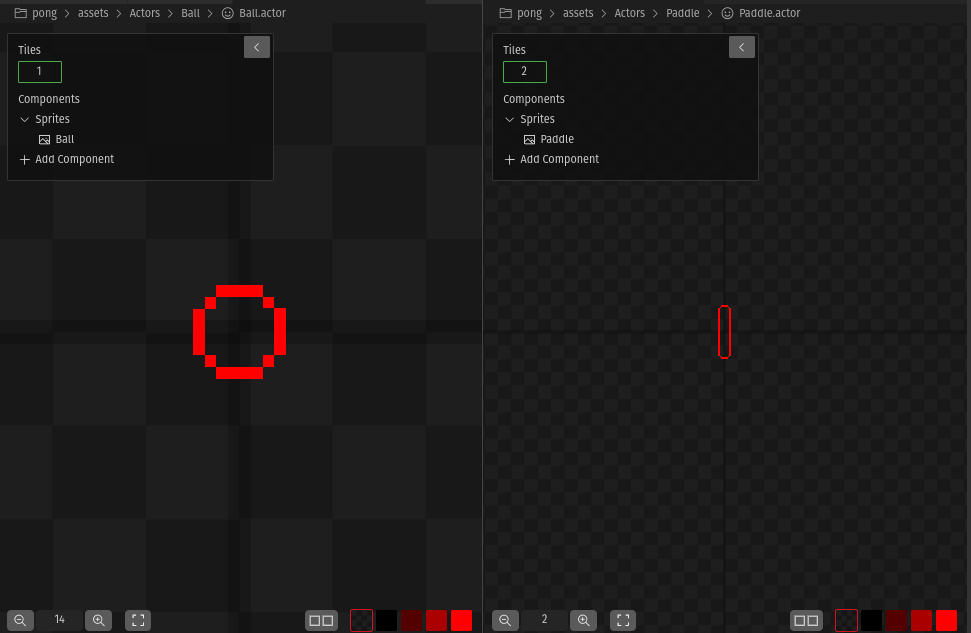 pong > assets > Actors > Ball > Ball.actor
Tiles
1
Components
Sprites
Ball
Add Component
14
pong > assets > Actors > Paddle > Paddle.actor
Tiles
2
Components
Sprites
Paddle
Add Component
2